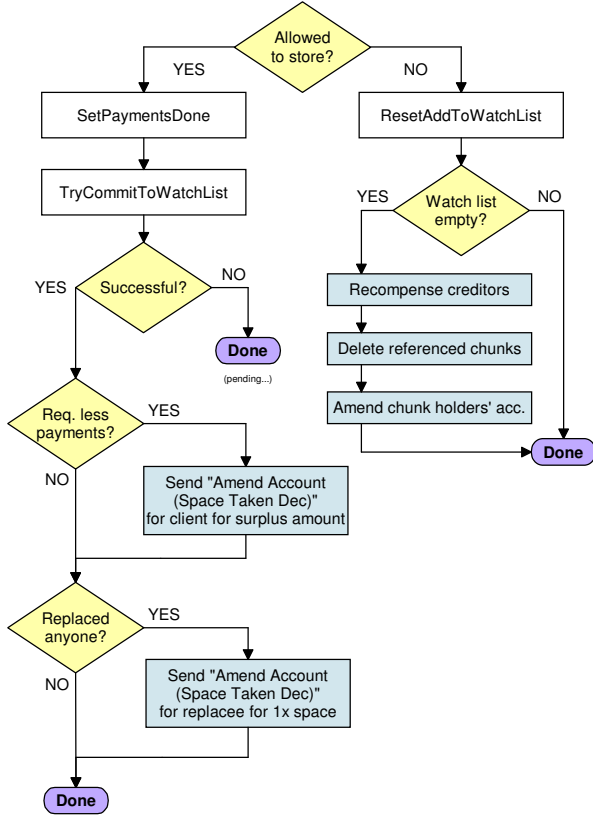 Allowed
to store?
YES
NO
SetPaymentsDone
ResetAddToWatchList
TryCommitToWatchList
YES
Watch list
empty?
NO
YES
Successful?
NO
Recompense creditors
Done
(pending...)
Delete referenced chunks
Req. less
payments?
YES
NO
Amend chunk holders' acc.
Done
Send "Amend Account
(Space Taken Dec)"
for client for surplus amount
Replaced
anyone?
YES
NO
Send "Amend Account
(Space Taken Dec)"
for replacee for 1x space
Done